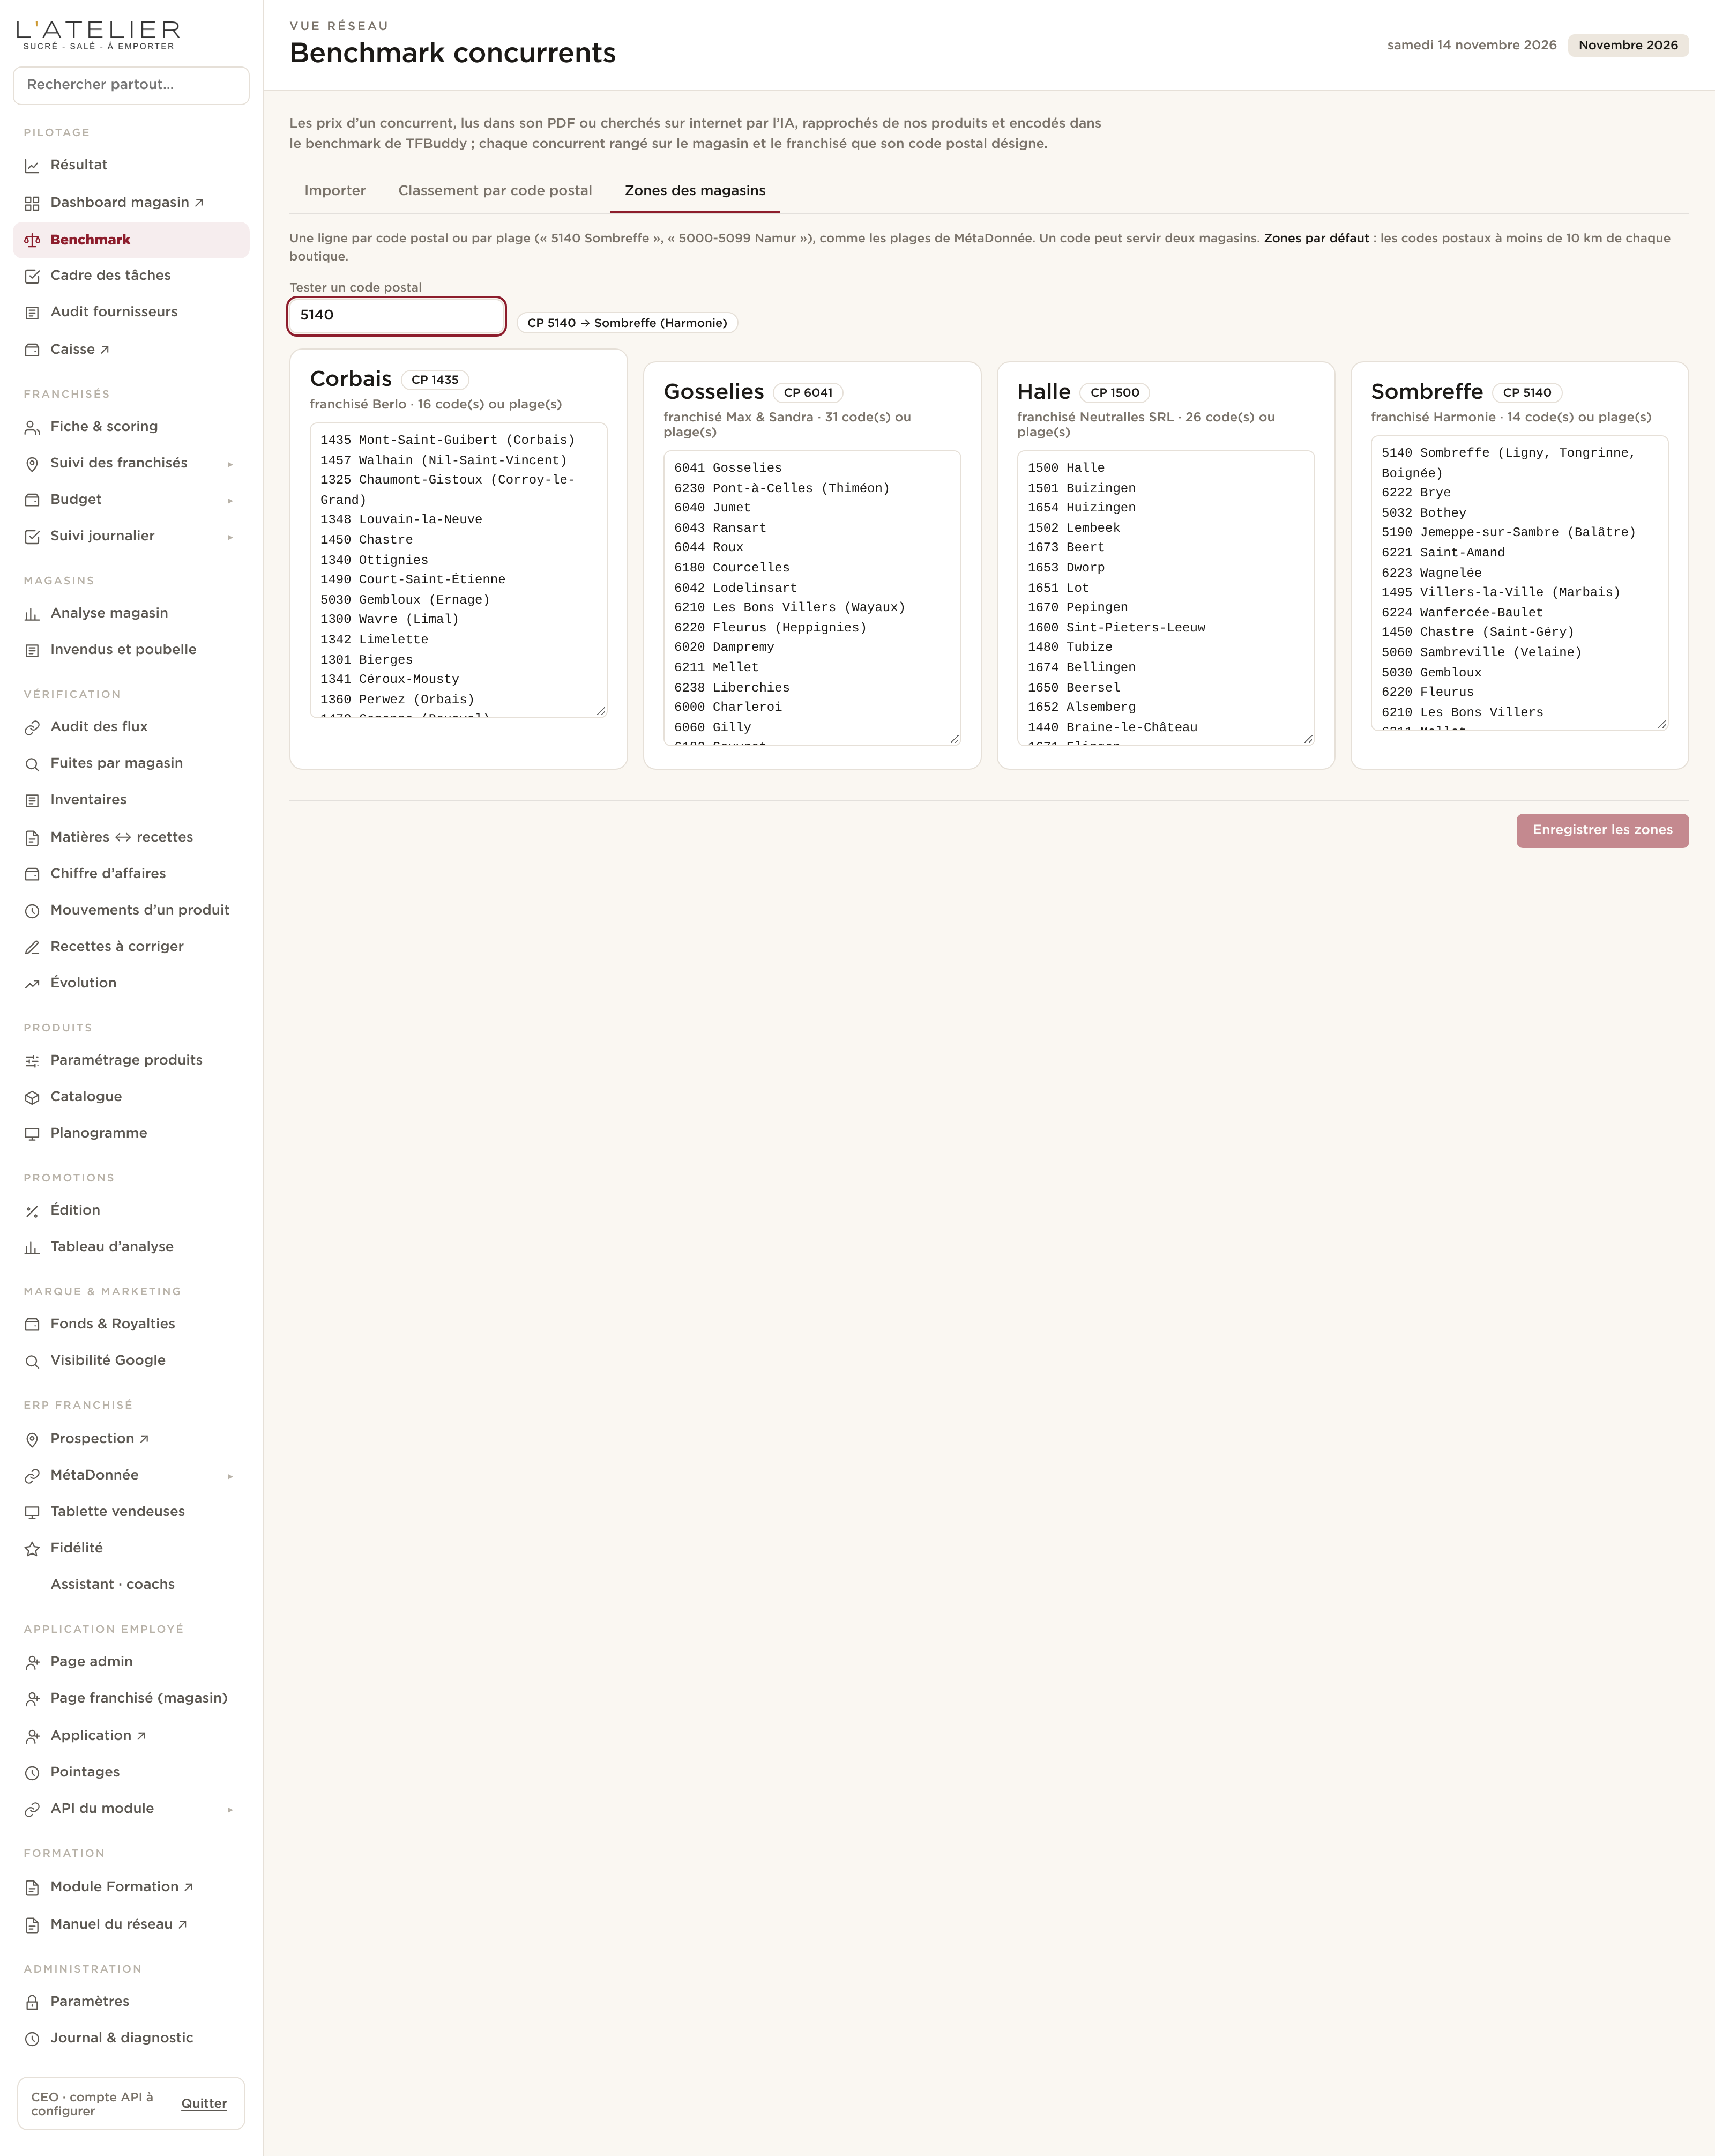 L'ATELIER
SUCRÉ - SALÉ - À EMPORTER
Rechercher partout...
PILOTAGE
Résultat
Dashboard magasin ↗
Benchmark
Cadre des tâches
Audit fournisseurs
Caisse ↗
FRANCHISÉS
Fiche & scoring
Suivi des franchisés ▸
Budget ▸
Suivi journalier ▸
MAGASINS
Analyse magasin
Invendus et poubelle
VÉRIFICATION
Audit des flux
Fuites par magasin
Inventaires
Matières ↔ recettes
Chiffre d’affaires
Mouvements d’un produit
Recettes à corriger
Évolution
PRODUITS
Paramétrage produits
Catalogue
Planogramme
PROMOTIONS
Édition
Tableau d’analyse
MARQUE & MARKETING
Fonds & Royalties
Visibilité Google
ERP FRANCHISÉ
Prospection ↗
MétaDonnée ▸
Tablette vendeuses
Fidélité
Assistant · coachs
APPLICATION EMPLOYÉ
Page admin
Page franchisé (magasin)
Application ↗
Pointages
API du module ▸
FORMATION
Module Formation ↗
Manuel du réseau ↗
ADMINISTRATION
Paramètres
Journal & diagnostic
CEO · compte API à
configurer
Quitter
VUE RÉSEAU
Benchmark concurrents
samedi 14 novembre 2026 Novembre 2026
Les prix d’un concurrent, lus dans son PDF ou cherchés sur internet par l’IA, rapprochés de nos produits et encodés dans
le benchmark de TFBuddy ; chaque concurrent rangé sur le magasin et le franchisé que son code postal désigne.
Importer Classement par code postal Zones des magasins
Une ligne par code postal ou par plage (« 5140 Sombreffe », « 5000-5099 Namur »), comme les plages de MétaDonnée. Un code peut servir deux magasins. Zones par défaut : les codes postaux à moins de 10 km de chaque
boutique.
Tester un code postal
5140
CP 5140 → Sombreffe (Harmonie)
Corbais CP 1435
franchisé Berlo · 16 code(s) ou plage(s)
1435 Mont-Saint-Guibert (Corbais)
1457 Walhain (Nil-Saint-Vincent)
1325 Chaumont-Gistoux (Corroy-le-
Grand)
1348 Louvain-la-Neuve
1450 Chastre
1340 Ottignies
1490 Court-Saint-Étienne
5030 Gembloux (Ernage)
1300 Wavre (Limal)
1342 Limelette
1301 Bierges
1341 Céroux-Mousty
1360 Perwez (Orbais)
Gosselies CP 6041
franchisé Max & Sandra · 31 code(s) ou
plage(s)
6041 Gosselies
6230 Pont-à-Celles (Thiméon)
6040 Jumet
6043 Ransart
6044 Roux
6180 Courcelles
6042 Lodelinsart
6210 Les Bons Villers (Wayaux)
6220 Fleurus (Heppignies)
6020 Dampremy
6211 Mellet
6238 Liberchies
6000 Charleroi
6060 Gilly
Halle CP 1500
franchisé Neutralles SRL · 26 code(s) ou
plage(s)
1500 Halle
1501 Buizingen
1654 Huizingen
1502 Lembeek
1673 Beert
1653 Dworp
1651 Lot
1670 Pepingen
1600 Sint-Pieters-Leeuw
1480 Tubize
1674 Bellingen
1650 Beersel
1652 Alsemberg
1440 Braine-le-Château
Sombreffe CP 5140
franchisé Harmonie · 14 code(s) ou plage(s)
5140 Sombreffe (Ligny, Tongrinne,
Boignée)
6222 Brye
5032 Bothey
5190 Jemeppe-sur-Sambre (Balâtre)
6221 Saint-Amand
6223 Wagnelée
1495 Villers-la-Ville (Marbais)
6224 Wanfercée-Baulet
1450 Chastre (Saint-Géry)
5060 Sambreville (Velaine)
5030 Gembloux
6220 Fleurus
6210 Les Bons Villers
Enregistrer les zones